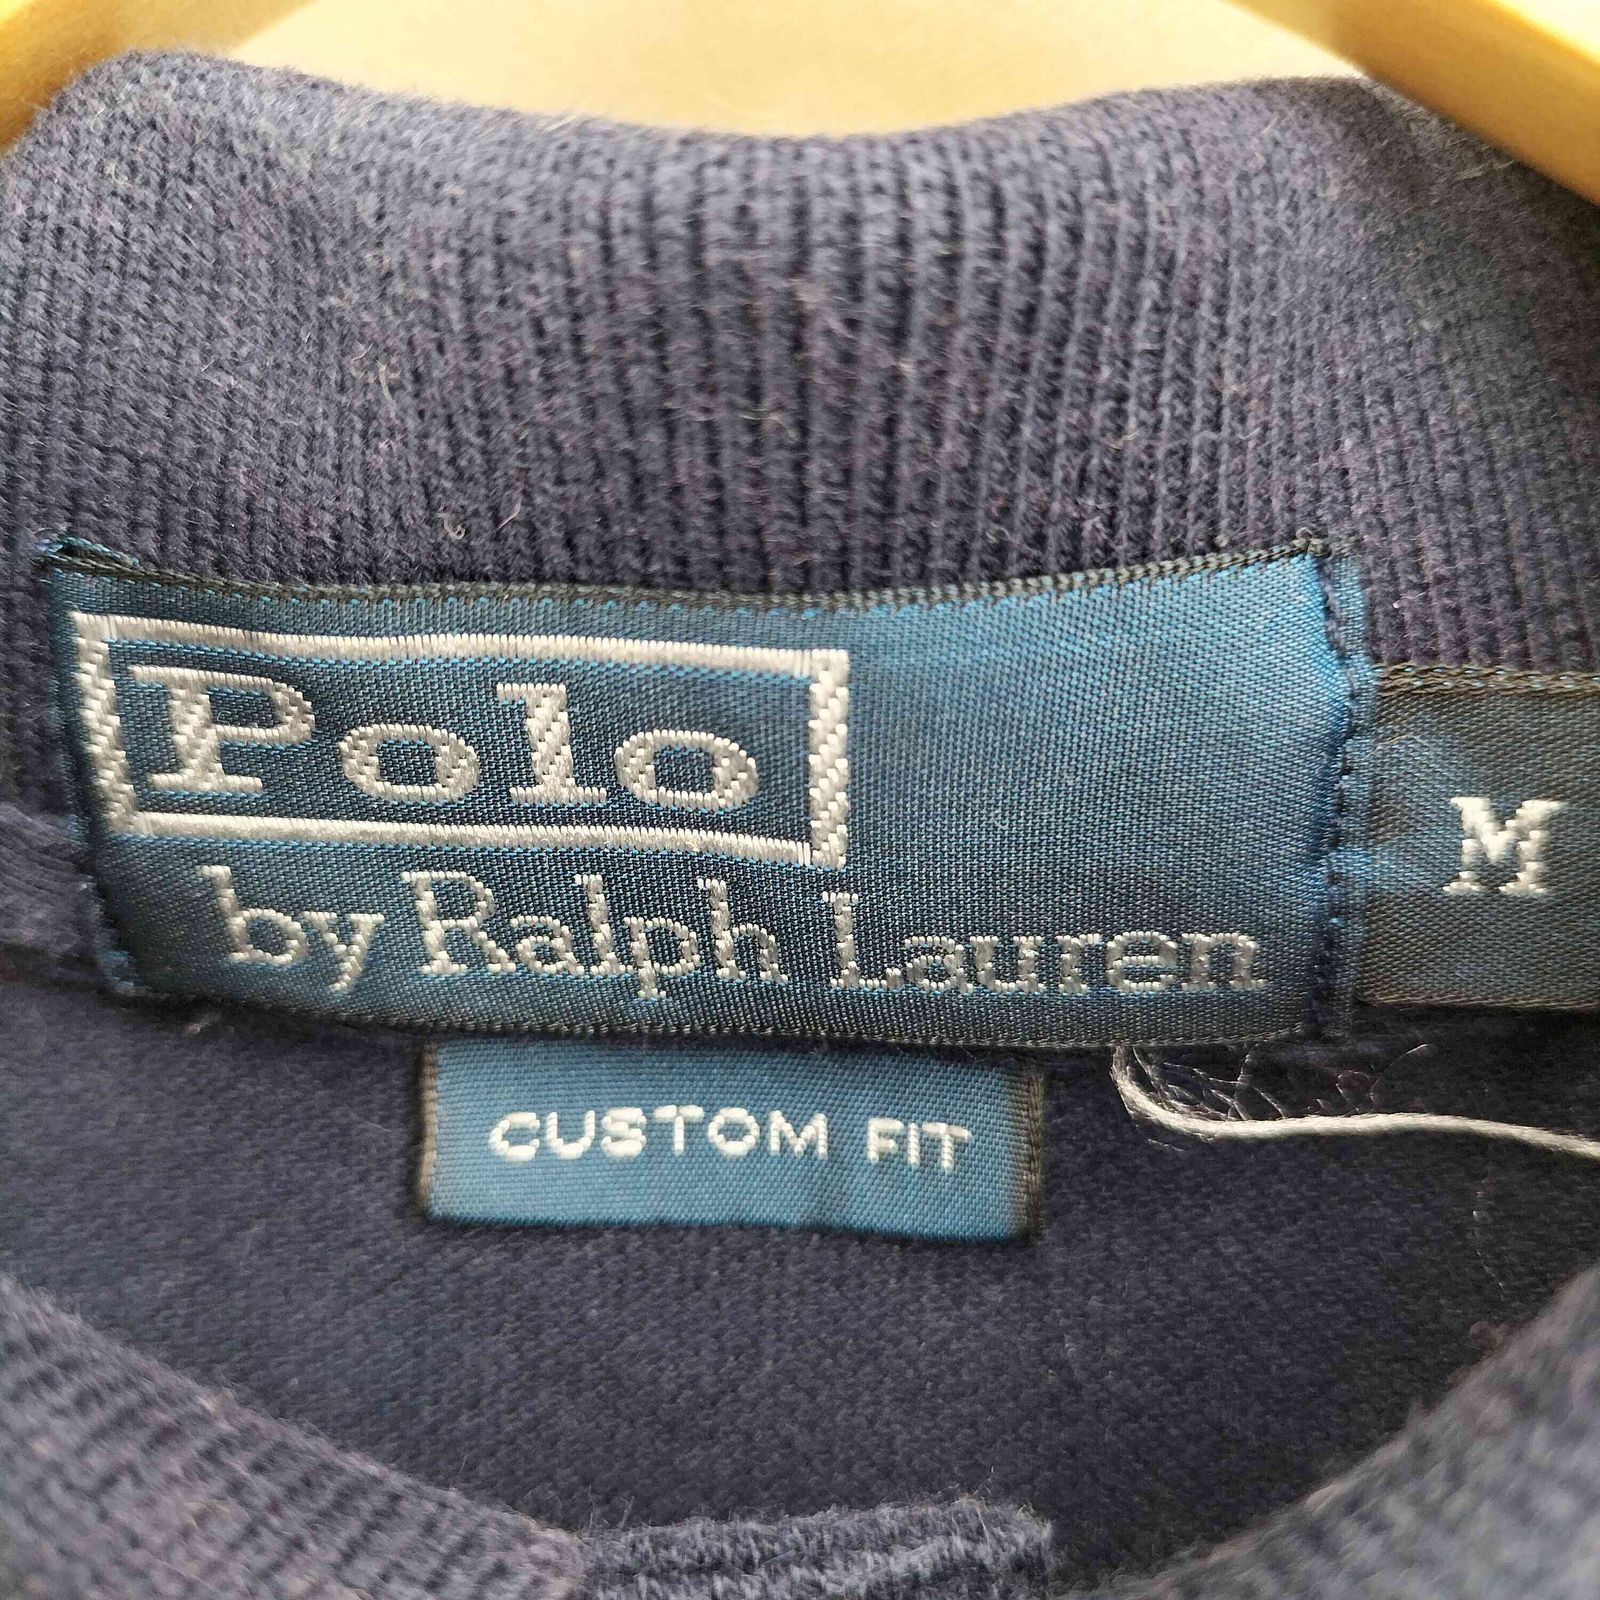 Polo
by Ralph Lauren
M
CUSTOM FIT